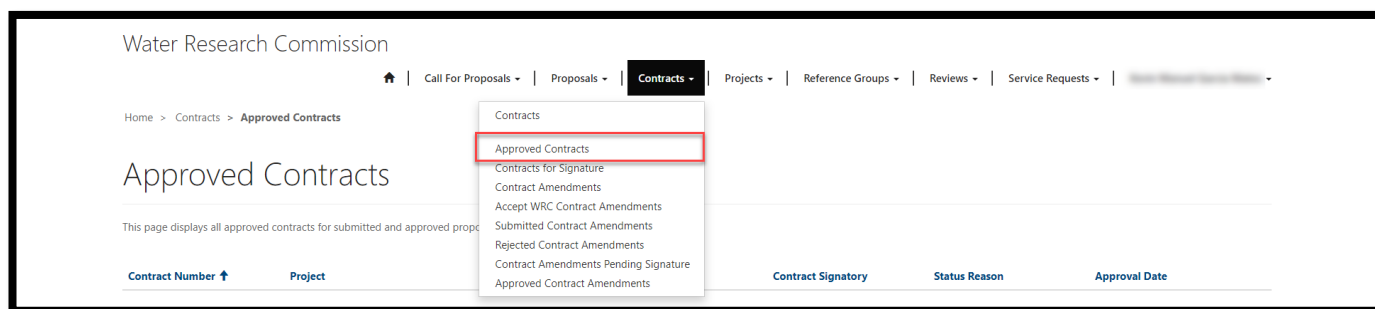 Water Research Commission
Call For Proposals | Proposals | Contracts | Projects | Reference Groups | Reviews | Service Requests |
Home > Contracts > Approved Contracts
Contracts
Approved Contracts
Contracts for Signature
Contract Amendments
Accept WRC Contract Amendments
Submitted Contract Amendments
Rejected Contract Amendments
Contract Amendments Pending Signature
Approved Contract Amendments
Approved Contracts
This page displays all approved contracts for submitted and approved
Contract Number Project Contract Signatory Status Reason Approval Date